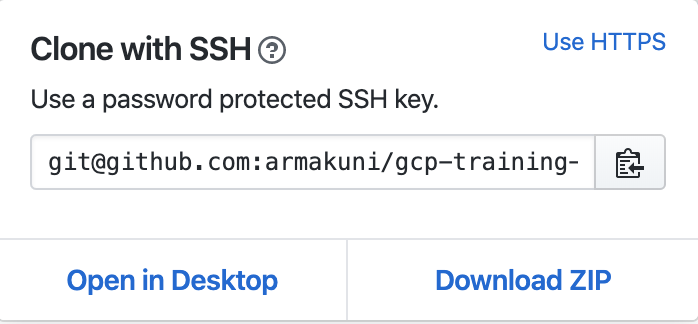 Clone with SSH ?
Use HTTPS
Use a password protected SSH key.
git@github.com:armakuni/gcp-training-
Open in Desktop
Download ZIP